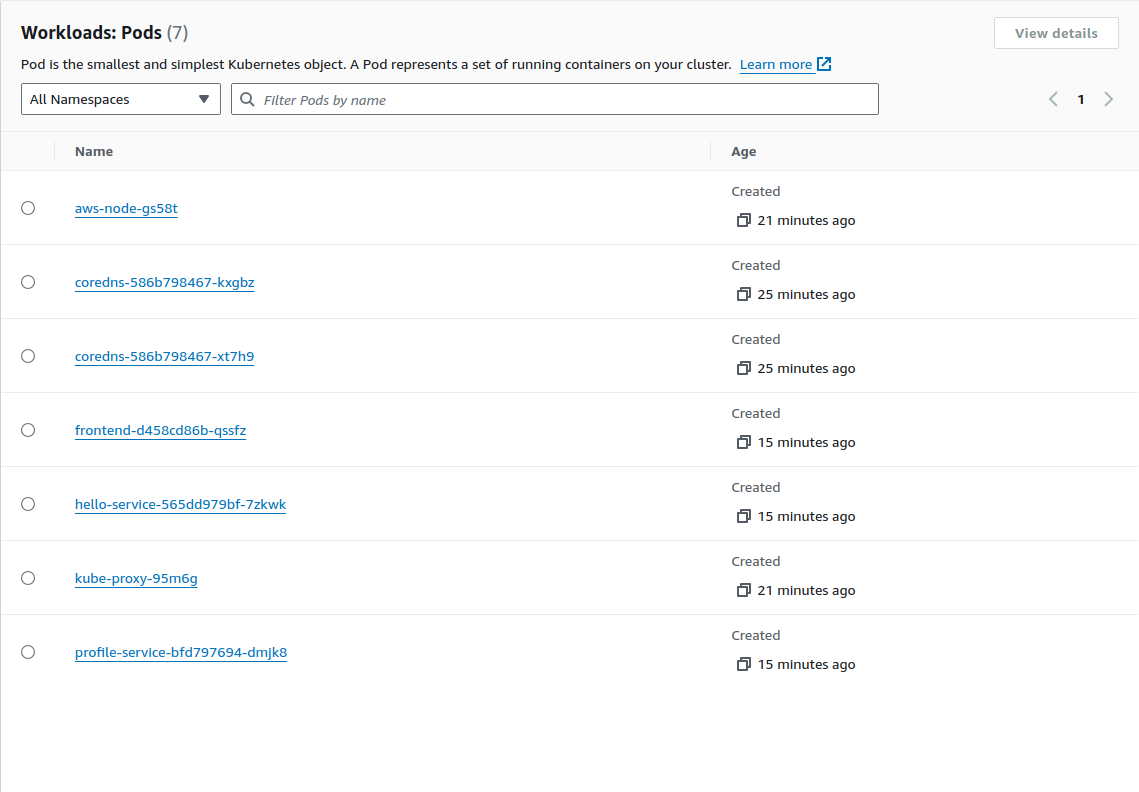 Workloads: Pods (7)
View details
Pod is the smallest and simplest Kubernetes object. A Pod represents a set of running containers on your cluster. Learn more
All Namespaces
Filter Pods by name
1
Name Age
aws-node-gs58t
Created
21 minutes ago
coredns-586b798467-kxgbz
Created
25 minutes ago
coredns-586b798467-xt7h9
Created
25 minutes ago
frontend-d458cd86b-qssfz
Created
15 minutes ago
hello-service-565dd979bf-7zkwk
Created
15 minutes ago
kube-proxy-95m6g
Created
21 minutes ago
profile-service-bfd797694-dmjk8
Created
15 minutes ago